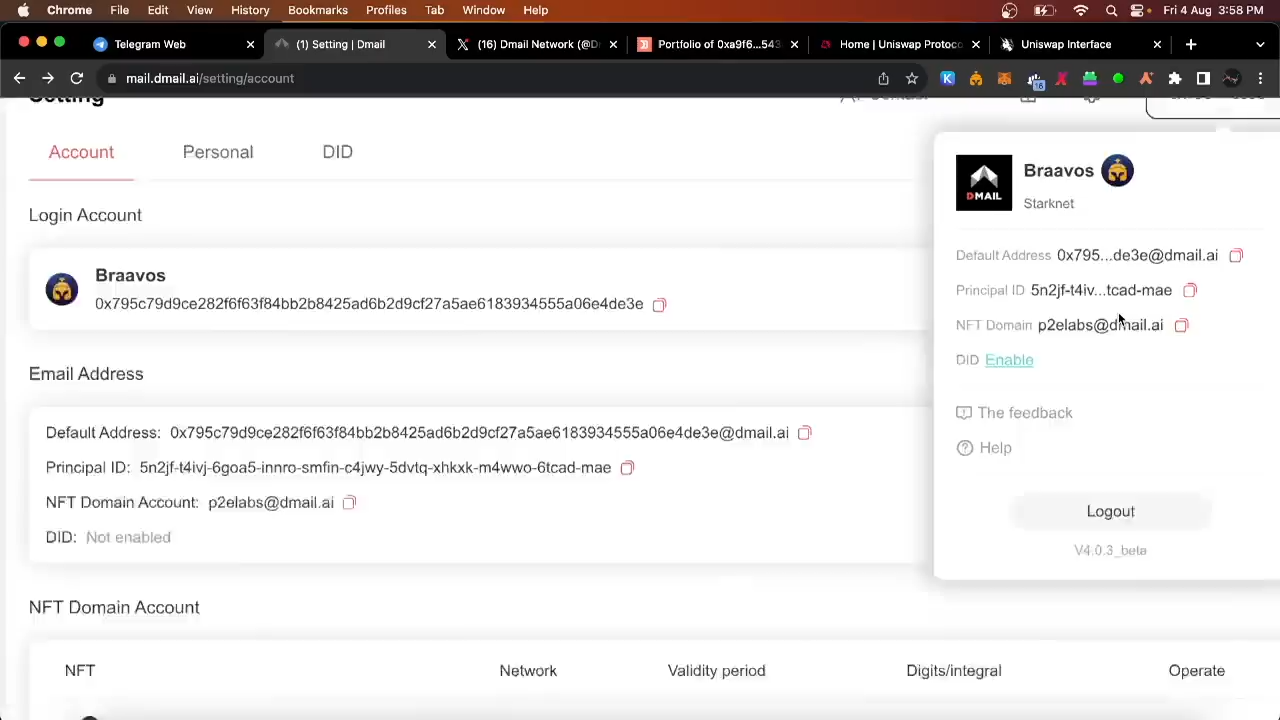 Chrome File Edit View History Bookmarks Profiles Tab Window Help Fri 4 Aug 3:58 PM
Telegram Web (1) Setting | Dmail (16) Dmail Network (@D Portfolio of 0xa9f6...543 Home | Uniswap Protoco Uniswap Interface
mail.dmail.ai/setting/account
18
Setting
Account Personal DID
Login Account
Braavos
0x795c79d9ce282f6f63f84bb2b8425ad6b2d9cf27a5ae6183934555a06e4de3e
Email Address
Default Address: 0x795c79d9ce282f6f63f84bb2b8425ad6b2d9cf27a5ae6183934555a06e4de3e@dmail.ai
Principal ID: 5n2jf-t4ivj-6goa5-innro-smfin-c4jwy-5dvtq-xhkxk-m4wwo-6tcad-mae
NFT Domain Account: p2elabs@dmail.ai
DID: Not enabled
NFT Domain Account
NFT Network Validity period Digits/integral Operate
DMAIL
Braavos
Starknet
Default Address 0x795...de3e@dmail.ai
Principal ID 5n2jf-t4iv...tcad-mae
NFT Domain p2elabs@dmail.ai
DID Enable
The feedback
Help
Logout
V4.0.3_beta